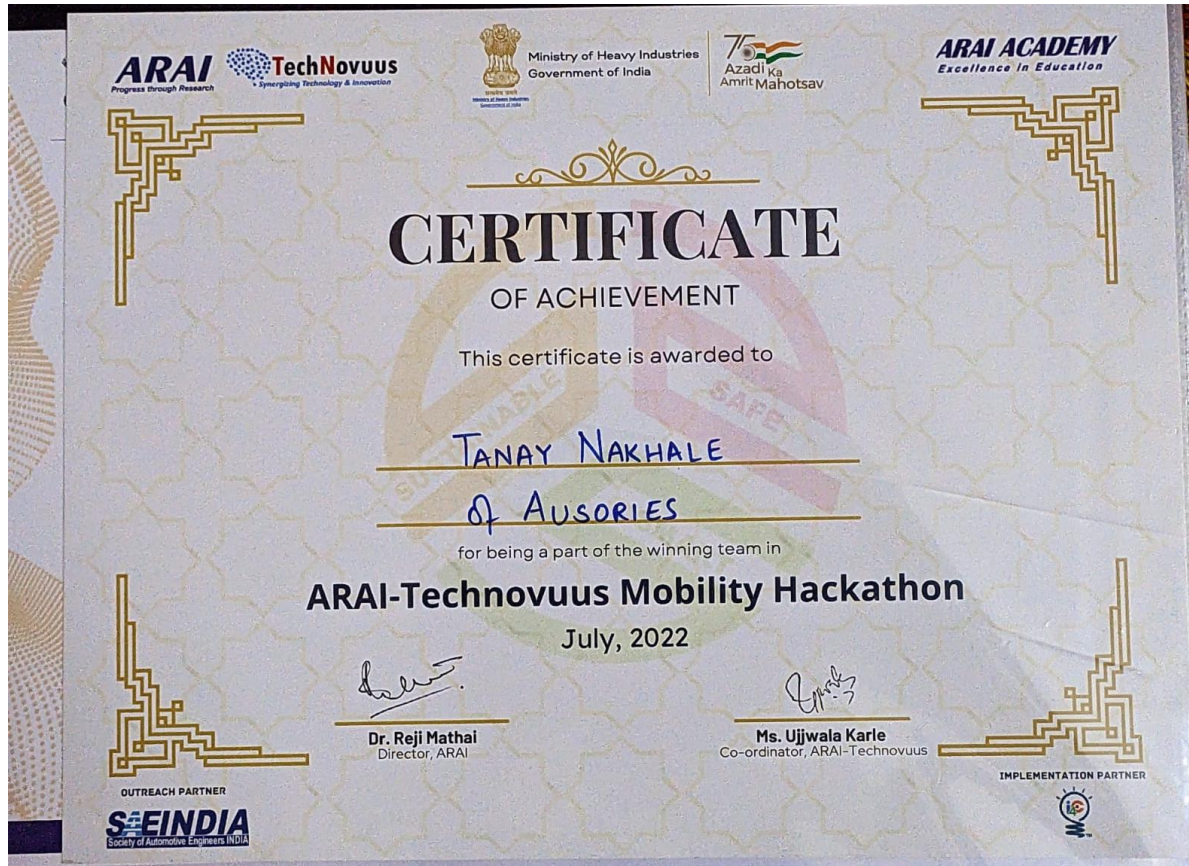 ARAI
Progress through Research
TechNovuus
Synergizing Technology & Innovation
Ministry of Heavy Industries
Government of India
75
Azadi Ka
Amrit Mahotsav
ARAI ACADEMY
Excellence in Education
CERTIFICATE
OF ACHIEVEMENT
This certificate is awarded to
SUSTAINABLE
SAFE
TANAY NAKHALE
of AUSORIES
for being a part of the winning team in
ARAI-Technovuus Mobility Hackathon
July, 2022
Dr. Reji Mathai
Director, ARAI
Ms. Ujjwala Karle
Co-ordinator, ARAI-Technovuus
OUTREACH PARTNER
SAEINDIA
Society of Automotive Engineers INDIA
IMPLEMENTATION PARTNER